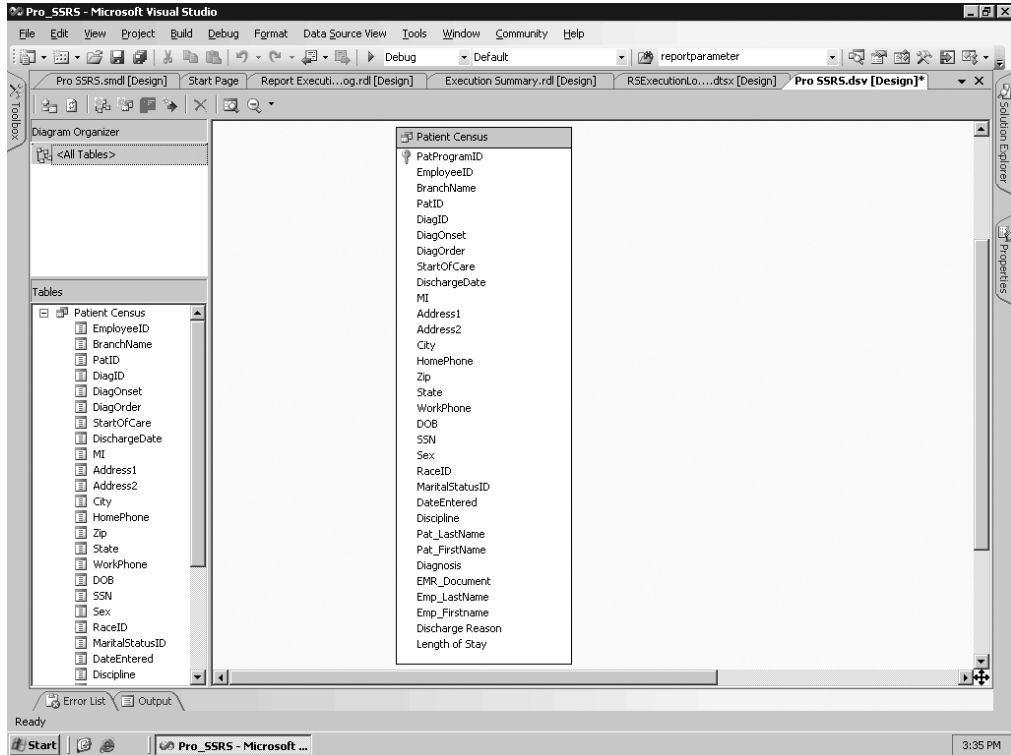 Pro_SSRS - Microsoft Visual Studio
File Edit View Project Build Debug Format Data Source View Tools Window Community Help
Debug Default reportparameter
Pro SSRS.smdl [Design] Start Page Report Executi...og.rdl [Design] Execution Summary.rdl [Design] RSExecutionLo....dtsx [Design] Pro SSRS.dsv [Design]*
Toolbox
Solution Explorer
Properties
Diagram Organizer
<All Tables>
Tables
Patient Census
EmployeeID
BranchName
PatID
DiagID
DiagOnset
DiagOrder
StartOfCare
DischargeDate
MI
Address1
Address2
City
HomePhone
Zip
State
WorkPhone
DOB
SSN
Sex
RaceID
MaritalStatusID
DateEntered
Discipline
Patient Census
PatProgramID
EmployeeID
BranchName
PatID
DiagID
DiagOnset
DiagOrder
StartOfCare
DischargeDate
MI
Address1
Address2
City
HomePhone
Zip
State
WorkPhone
DOB
SSN
Sex
RaceID
MaritalStatusID
DateEntered
Discipline
Pat_LastName
Pat_FirstName
Diagnosis
EMR_Document
Emp_LastName
Emp_Firstname
Discharge Reason
Length of Stay
Error List Output
Ready
Start Pro_SSRS - Microsoft ... 3:35 PM